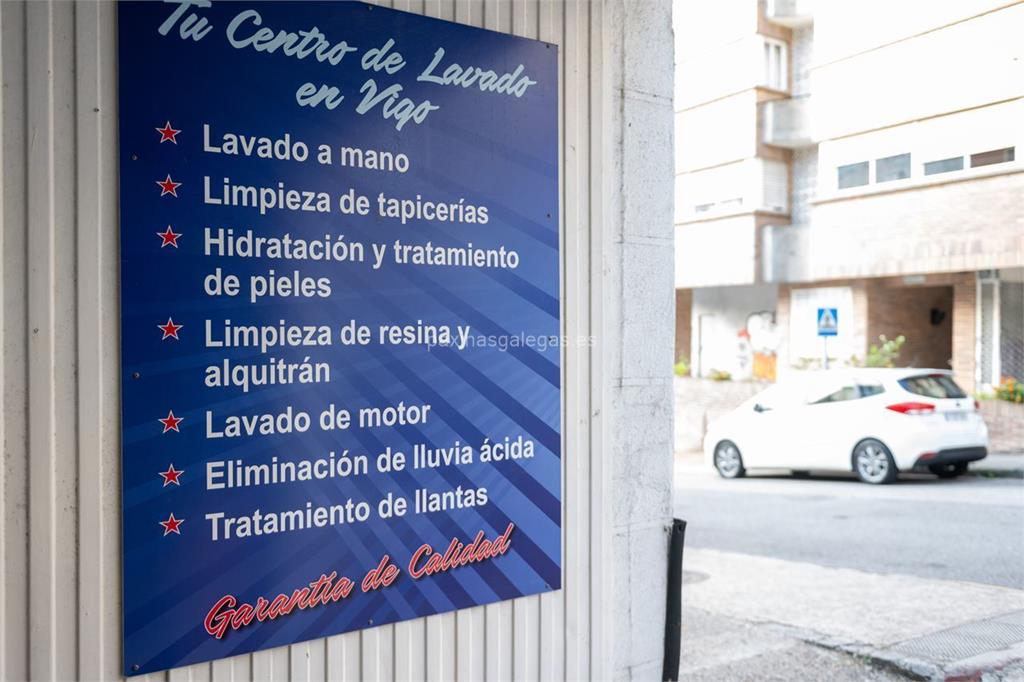 Tu Centro de Lavado
en Vigo
Lavado a mano
Limpieza de tapicerías
Hidratación y tratamiento
de pieles
Limpieza de resina y
alquitrán
Lavado de motor
Eliminación de lluvia ácida
Tratamiento de llantas
Garantía de Calidad
paxinasgalegas.es